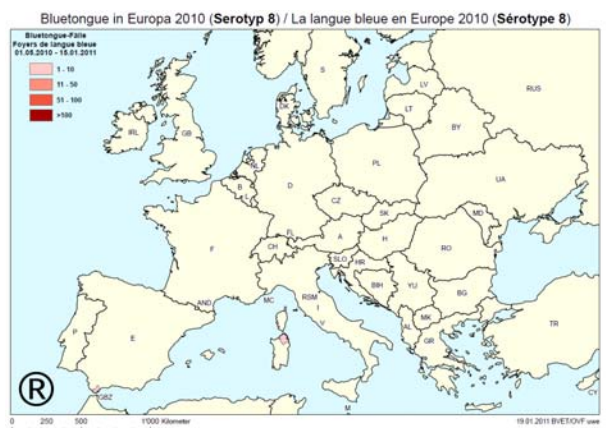 Bluetongue in Europa 2010 (Serotyp 8) / La langue bleue en Europe 2010 (Sérotype 8)
Bluetongue-Fälle
Foyers de langue bleue
01.05.2010 - 15.01.2011
1 - 10
11 - 50
51 - 100
>100
S
LV
RUS
DK
LT
IRL
GB
BY
NL
PL
B
D
L
UA
CZ
SK
MD
FL
A
H
F
CH
RO
SLO
HR
BIH
YU
AND
MC
RSM
BG
I
V
MK
AL
P
E
GR
TR
GBZ
CY
M
®
0 250 500 1'000 Kilometer
19.01.2011 BVET/OVF uwe